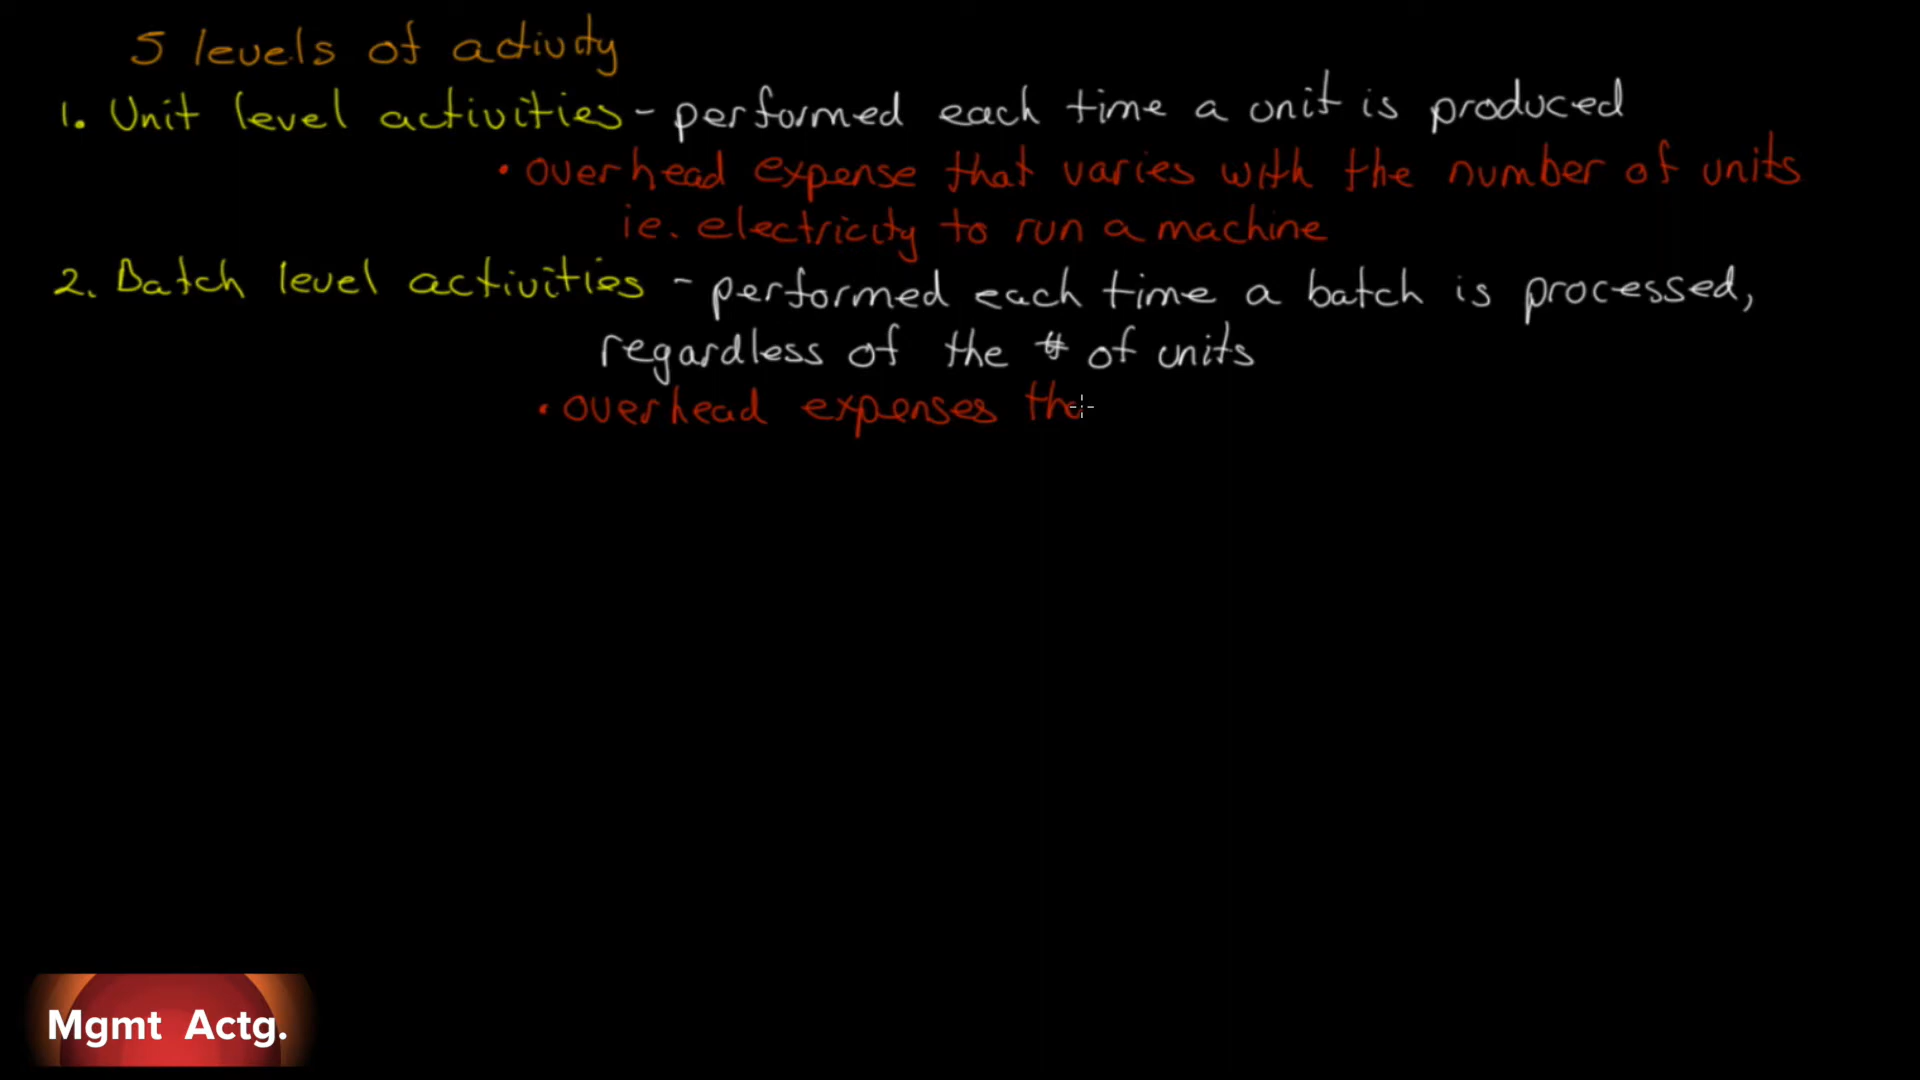 5 levels of activity
1. Unit level activities - performed each time a unit is produced
• overhead expense that varies with the number of units
ie. electricity to run a machine
2. Batch level activities - performed each time a batch is processed,
regardless of the # of units
• overhead expenses tha
Mgmt Actg.